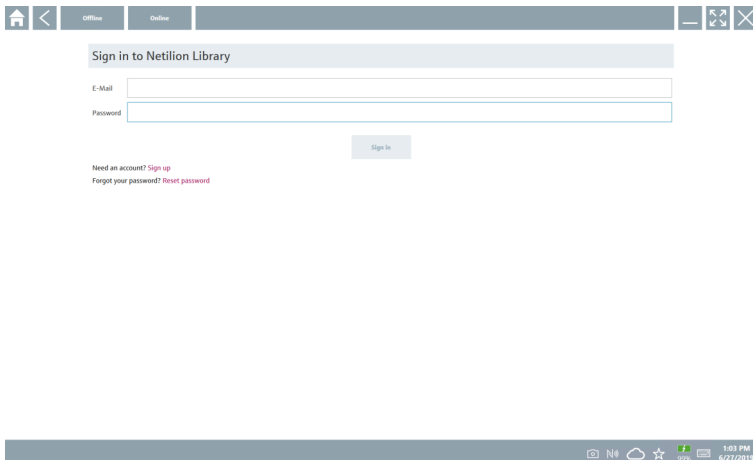 Offline
Online
Sign in to Netilion Library
E-Mail
Password
Sign in
Need an account? Sign up
Forgot your password? Reset password
1:03 PM
99%